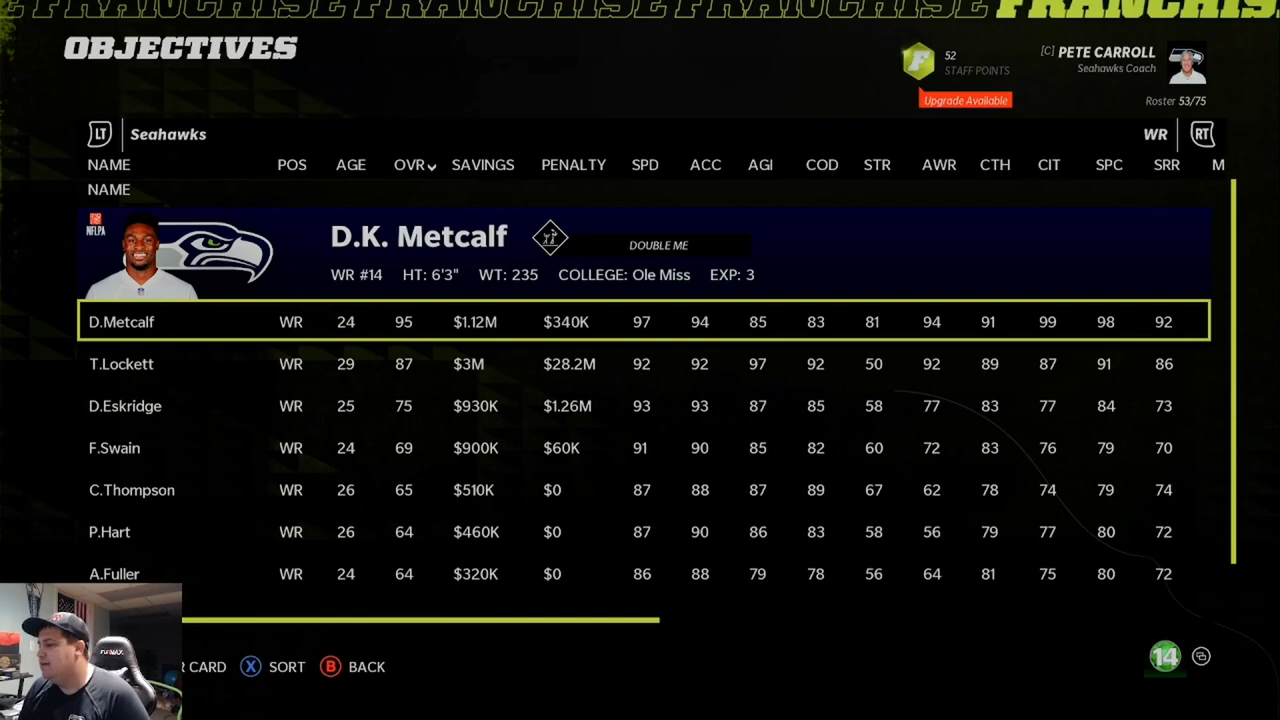 FRANCHISE FRANCHISE FRANCHISE FRANCHISE
OBJECTIVES
52
STAFF POINTS
Upgrade Available
[C] PETE CARROLL
Seahawks Coach
Roster 53/75
LT Seahawks WR RT
NAME POS AGE OVR SAVINGS PENALTY SPD ACC AGI COD STR AWR CTH CIT SPC SRR M
NAME
NFLPA
D.K. Metcalf DOUBLE ME
WR #14 HT: 6'3" WT: 235 COLLEGE: Ole Miss EXP: 3
D.Metcalf WR 24 95 $1.12M $340K 97 94 85 83 81 94 91 99 98 92
T.Lockett WR 29 87 $3M $28.2M 92 92 97 92 50 92 89 87 91 86
D.Eskridge WR 25 75 $930K $1.26M 93 93 87 85 58 77 83 77 84 73
F.Swain WR 24 69 $900K $60K 91 90 85 82 60 72 83 76 79 70
C.Thompson WR 26 65 $510K $0 87 88 87 89 67 62 78 74 79 74
P.Hart WR 26 64 $460K $0 87 90 86 83 58 56 79 77 80 72
A.Fuller WR 24 64 $320K $0 86 88 79 78 56 64 81 75 80 72
R CARD X SORT B BACK
14